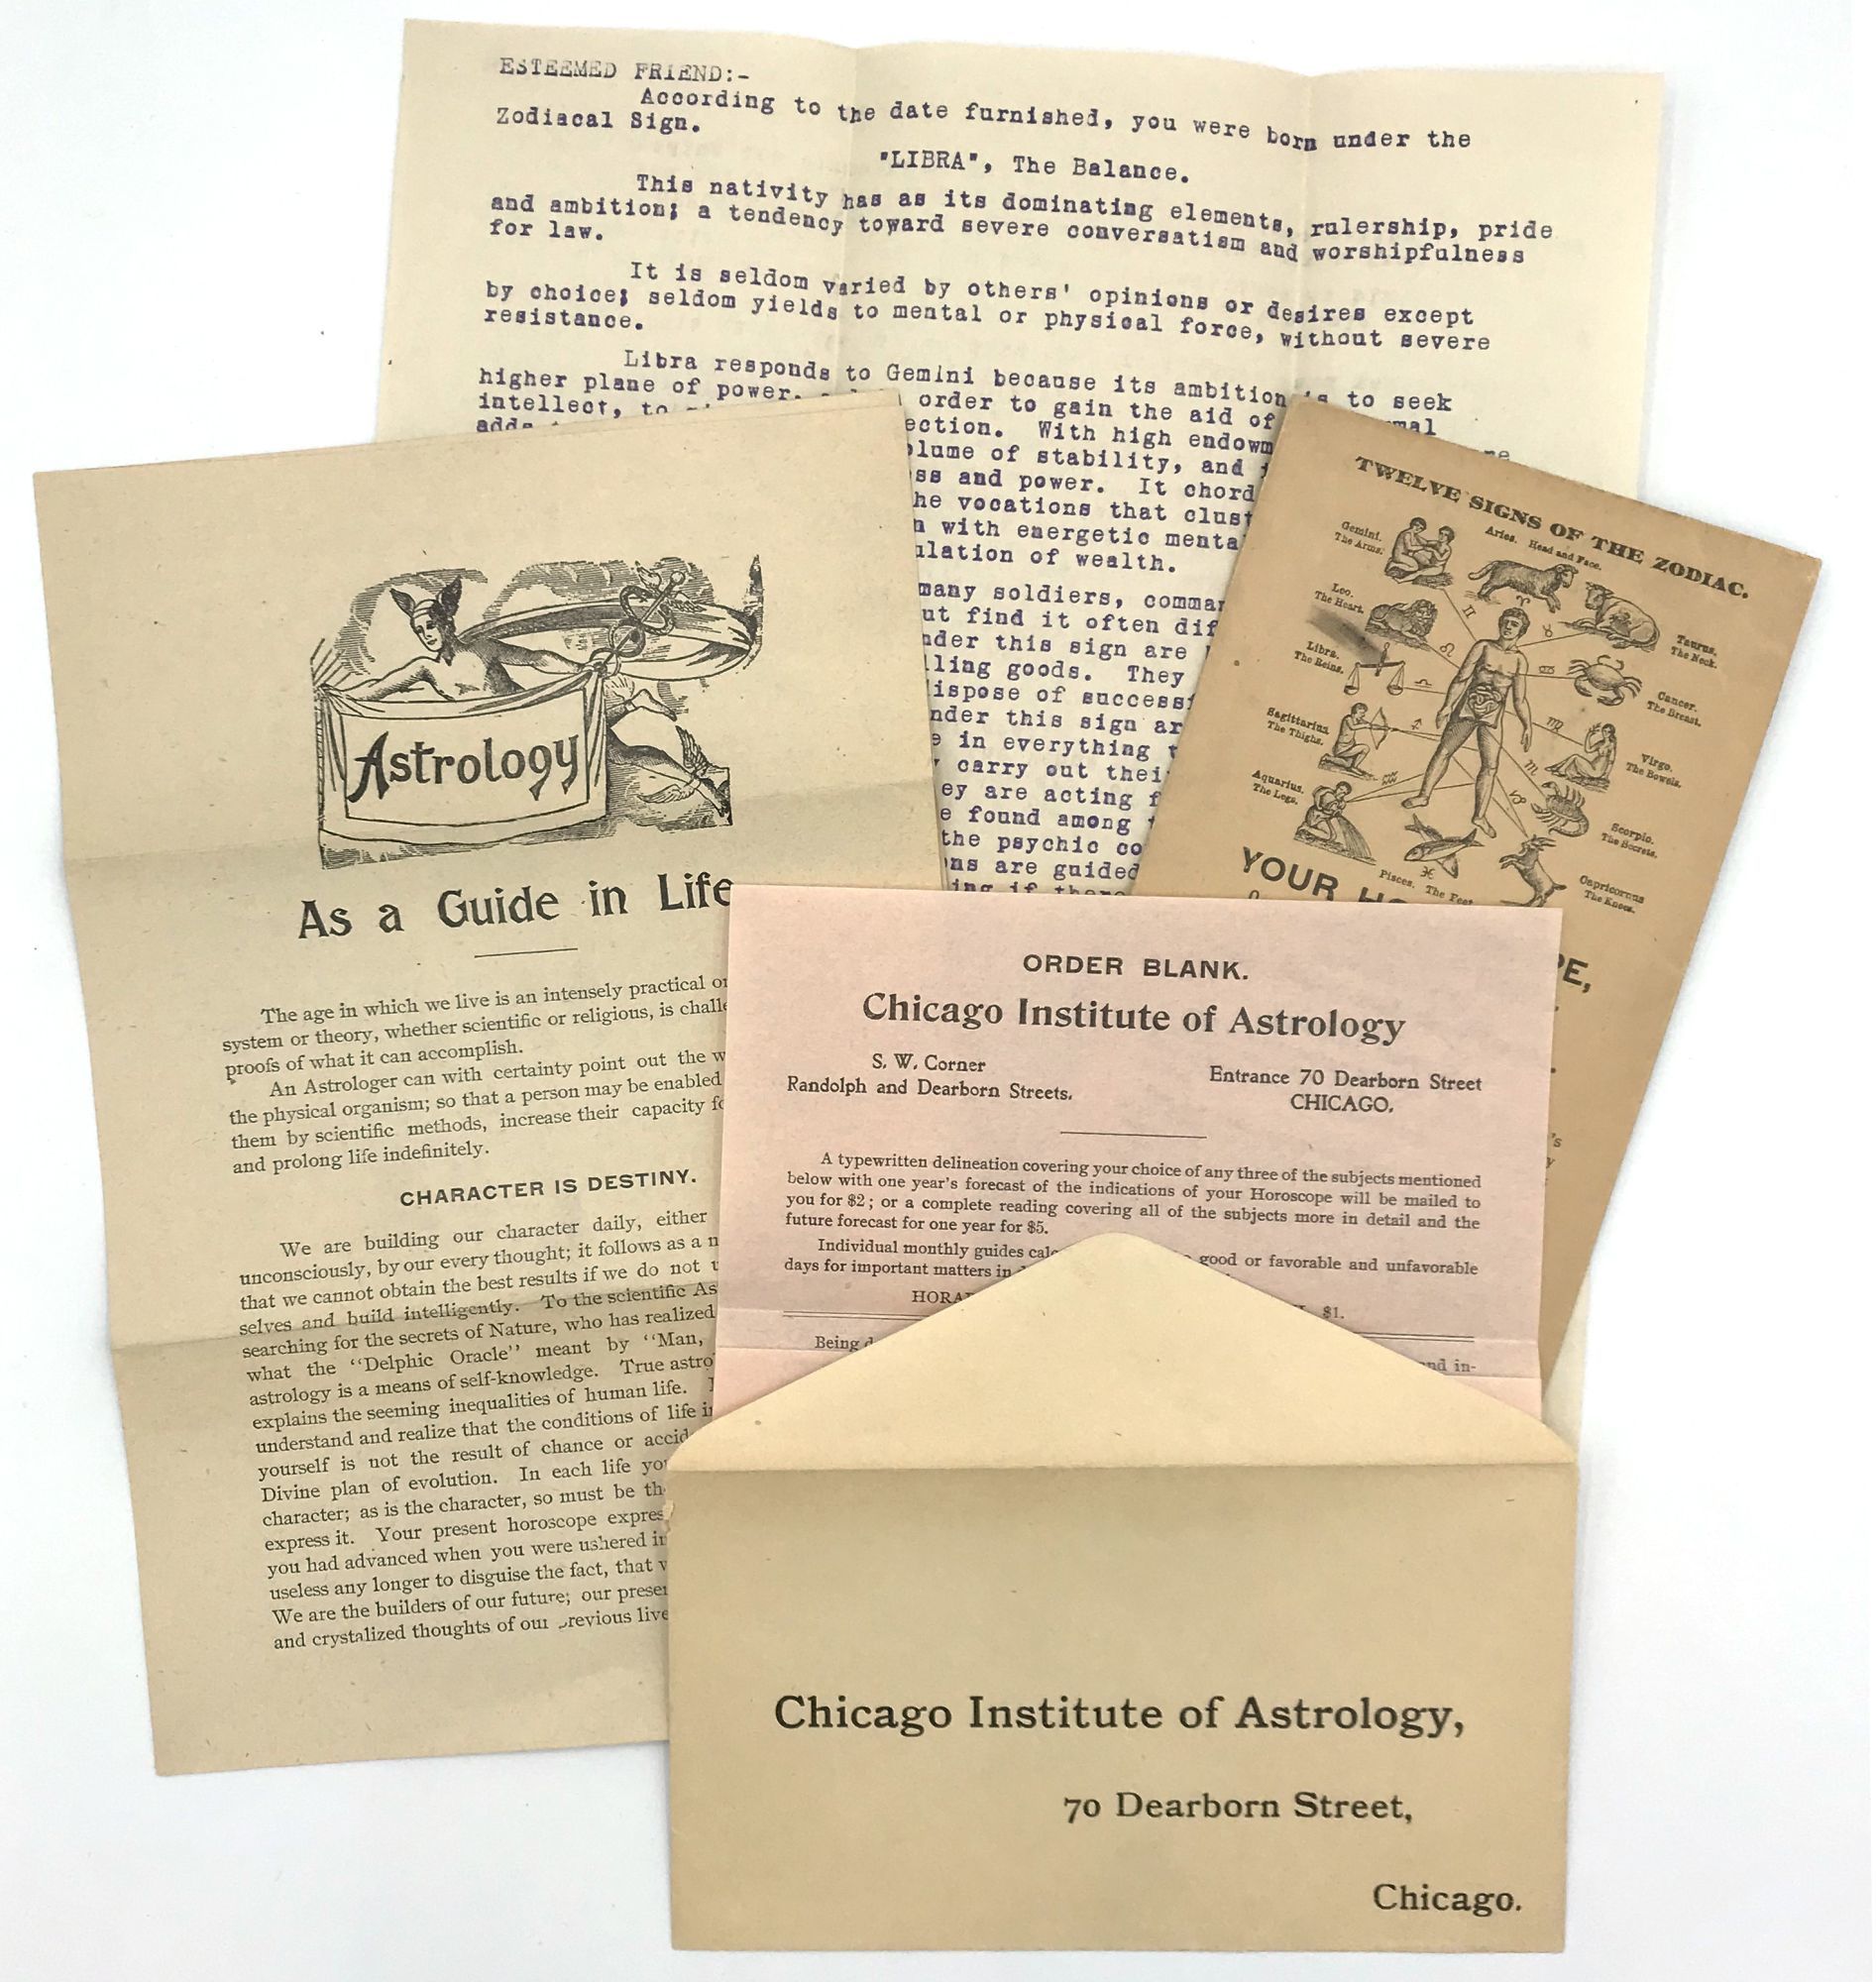 ESTEEMED FRIEND:-
According to the date furnished, you were born under the
Zodiacal Sign.
"LIBRA", The Balance.
This nativity has as its dominating elements, rulership, pride
and ambition; a tendency toward severe conversatism and worshipfulness
for law.
It is seldom varied by others' opinions or desires except
by choice; seldom yields to mental or physical force, without severe
resistance.
Libra responds to Gemini because its ambition is to seek
higher plane of power, order to gain the aid of
intellect, to ection. With high endowm
adds lume of stability, and
ss and power. It chord
he vocations that clust
n with energetic menta
ulation of wealth.
many soldiers, comman
ut find it often dif
nder this sign are
lling goods. They
ispose of success
nder this sign ar
e in everything
carry out thei
ey are acting f
e found among
the psychic co
ns are guided
ing if there
TWELVE SIGNS OF THE ZODIAC.
Gemini.
The Arms.
Aries. Head and Face.
Taurus.
The Neck.
Leo.
The Heart.
Cancer.
The Breast.
Libra.
The Reins.
Virgo.
The Bowels.
Sagittarius
The Thighs.
Scorpio.
The Secrets.
Aquarius.
The Legs.
Capricornus
The Knees.
Pisces. The Feet
YOUR HO
PE,
Astrology
As a Guide in Life
The age in which we live is an intensely practical o
system or theory, whether scientific or religious, is challe
proofs of what it can accomplish.
An Astrologer can with certainty point out the w
the physical organism; so that a person may be enabled
them by scientific methods, increase their capacity fo
and prolong life indefinitely.
CHARACTER IS DESTINY.
We are building our character daily, either
unconsciously, by our every thought; it follows as a n
that we cannot obtain the best results if we do not u
selves and build intelligently. To the scientific As
searching for the secrets of Nature, who has realized
what the "Delphic Oracle" meant by "Man,
astrology is a means of self-knowledge. True astro
explains the seeming inequalities of human life.
understand and realize that the conditions of life i
yourself is not the result of chance or accid
Divine plan of evolution. In each life yo
character; as is the character, so must be th
express it. Your present horoscope expres
you had advanced when you were ushered i
useless any longer to disguise the fact, that w
We are the builders of our future; our prese
and crystalized thoughts of our previous live
ORDER BLANK.
Chicago Institute of Astrology
S. W. Corner
Randolph and Dearborn Streets.
Entrance 70 Dearborn Street
CHICAGO.
A typewritten delineation covering your choice of any three of the subjects mentioned
below with one year's forecast of the indications of your Horoscope will be mailed to
you for $2; or a complete reading covering all of the subjects more in detail and the
future forecast for one year for $5.
Individual monthly guides calc good or favorable and unfavorable
days for important matters in
HORA $1.
Being d nd in-
Chicago Institute of Astrology,
70 Dearborn Street,
Chicago.